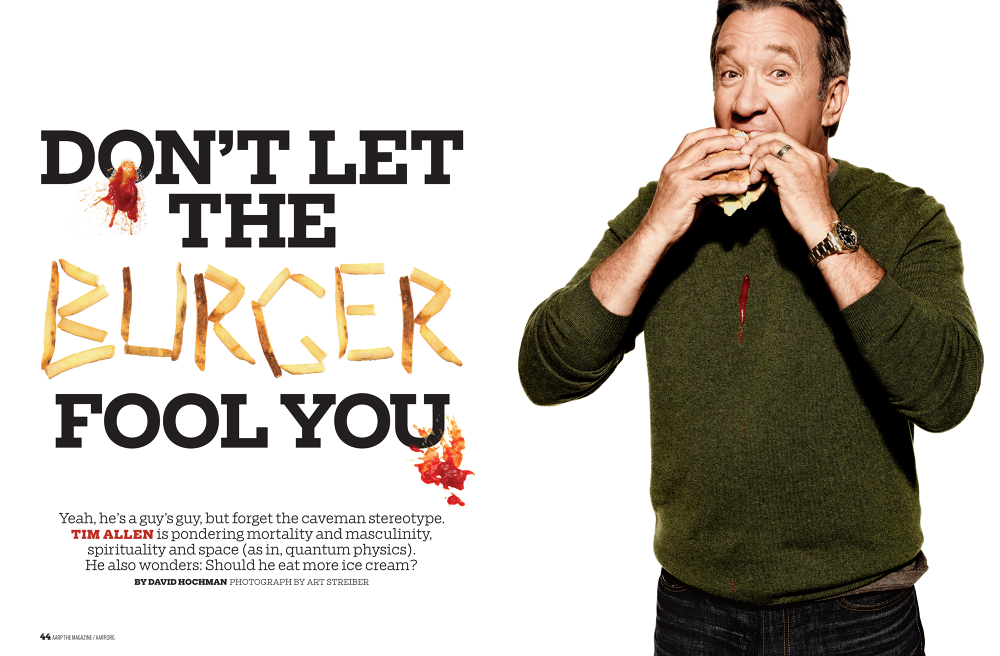 DON'T LET
THE
BURGER
FOOL YOU
Yeah, he's a guy's guy, but forget the caveman stereotype.
TIM ALLEN is pondering mortality and masculinity,
spirituality and space (as in, quantum physics).
He also wonders: Should he eat more ice cream?
BY DAVID HOCHMAN PHOTOGRAPH BY ART STREIBER
44 AARP THE MAGAZINE / AARP.ORG